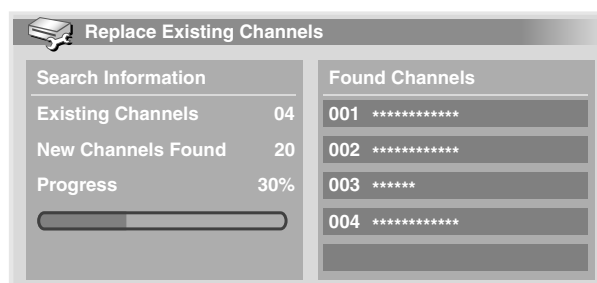 Replace Existing Channels
Search Information
Existing Channels 04
New Channels Found 20
Progress 30%
Found Channels
001 ************
002 ************
003 ******
004 ************